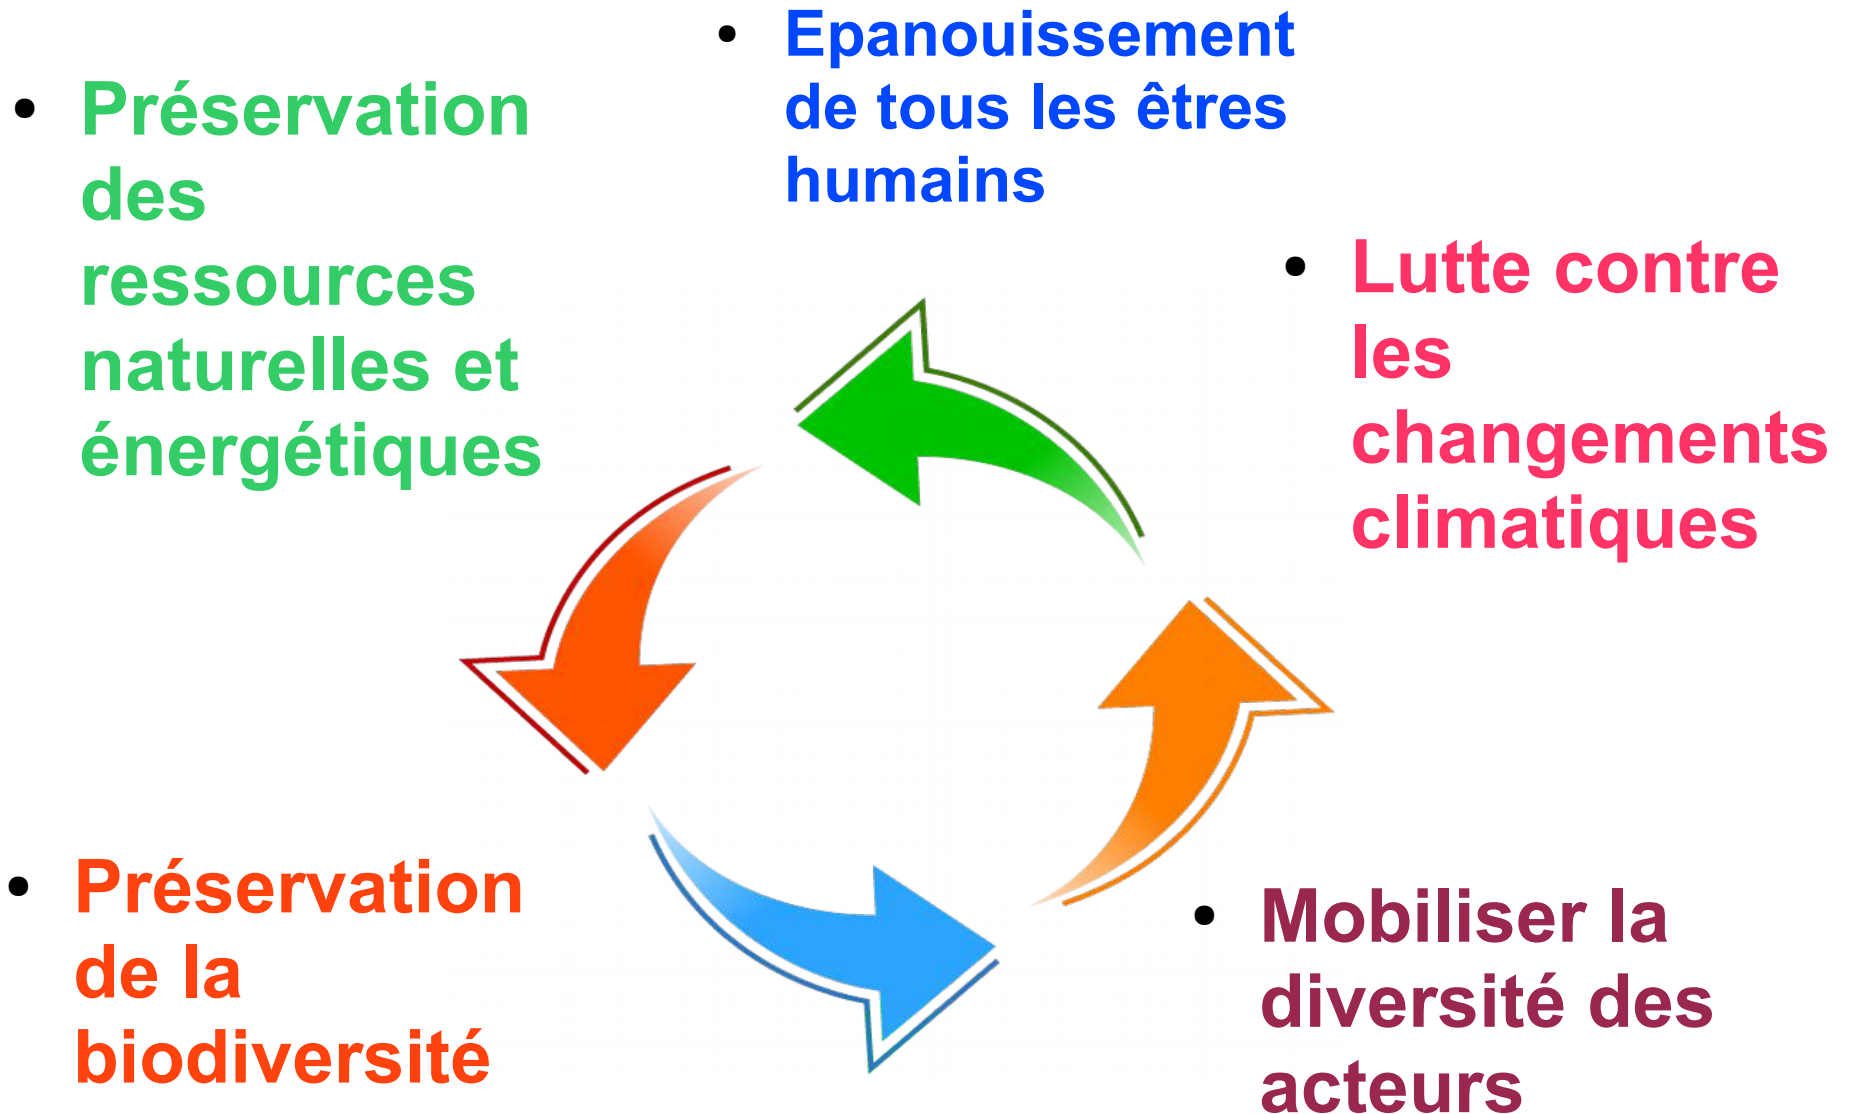 • Epanouissement
de tous les êtres
humains
• Préservation
des
ressources
naturelles et
énergétiques
• Lutte contre
les
changements
climatiques
• Préservation
de la
biodiversité
• Mobiliser la
diversité des
acteurs